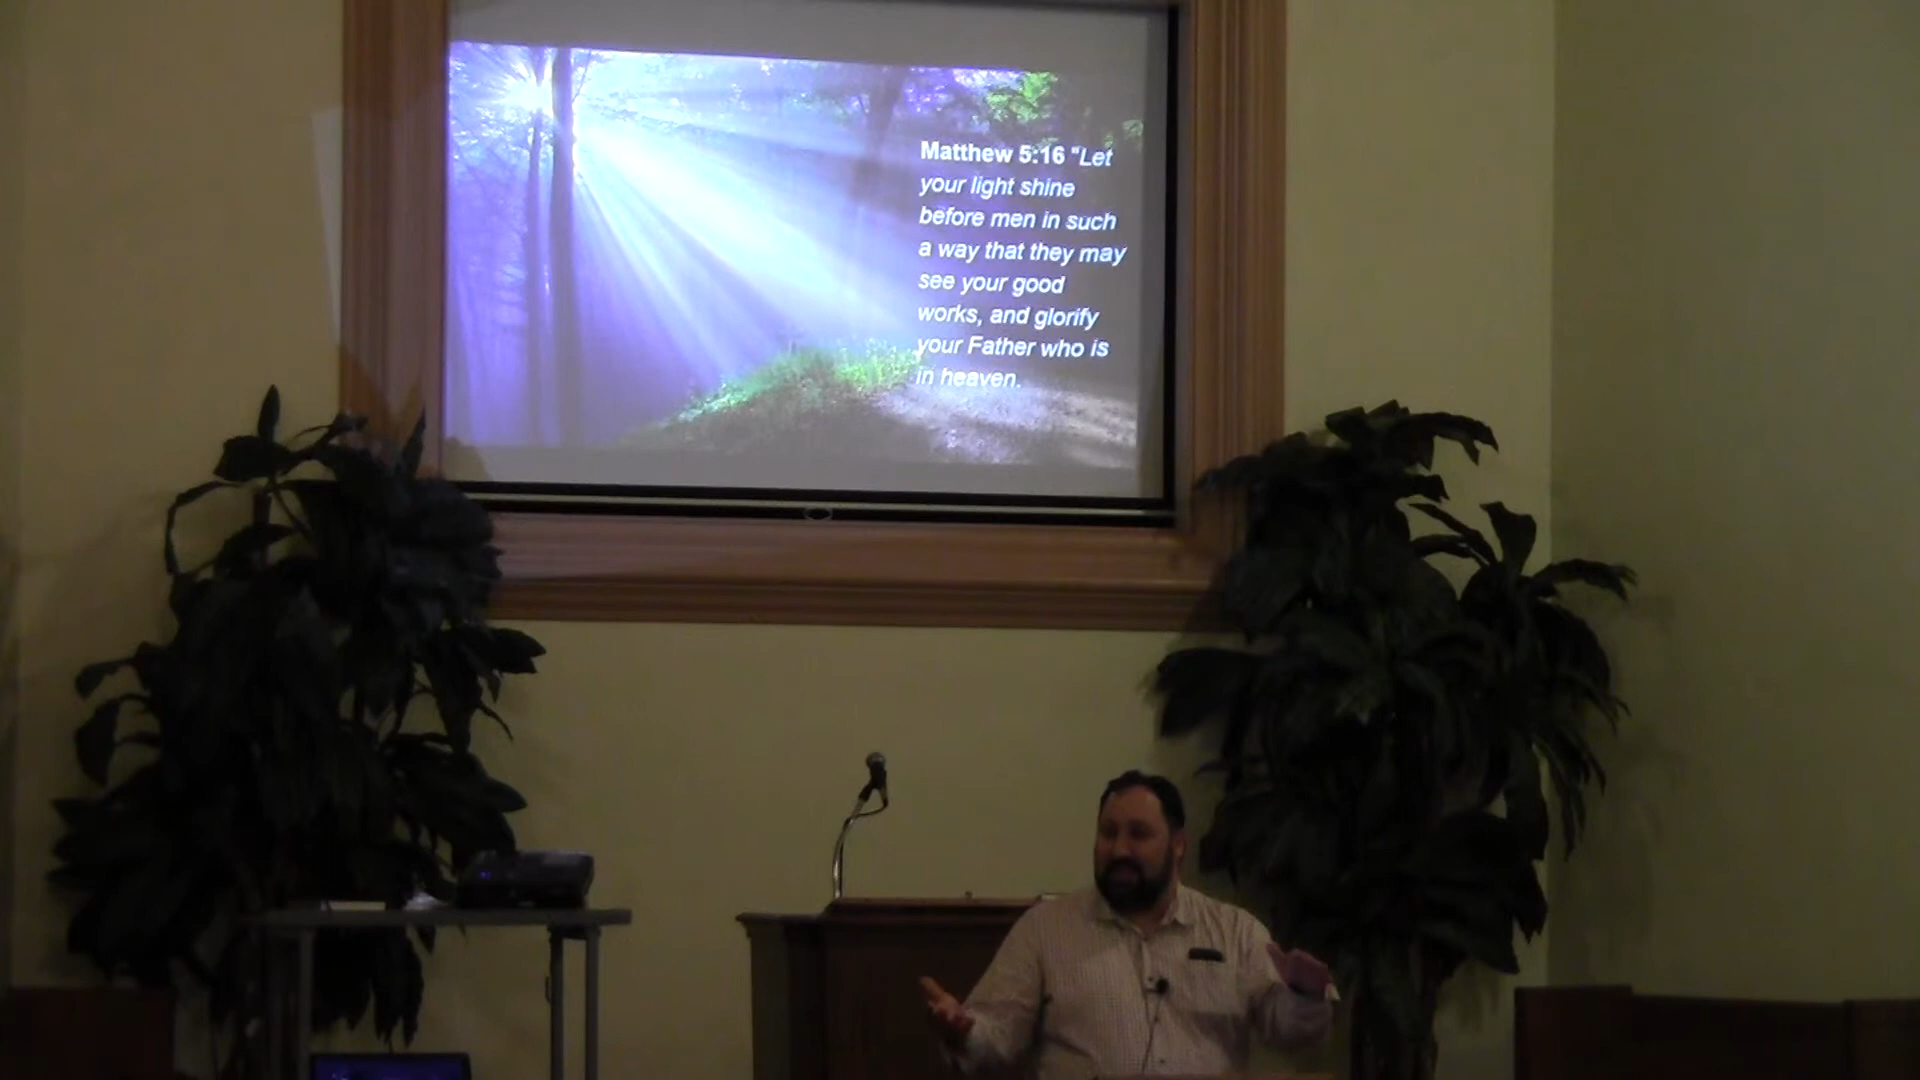 Matthew 5:16 "Let
your light shine
before men in such
a way that they may
see your good
works, and glorify
your Father who is
in heaven.